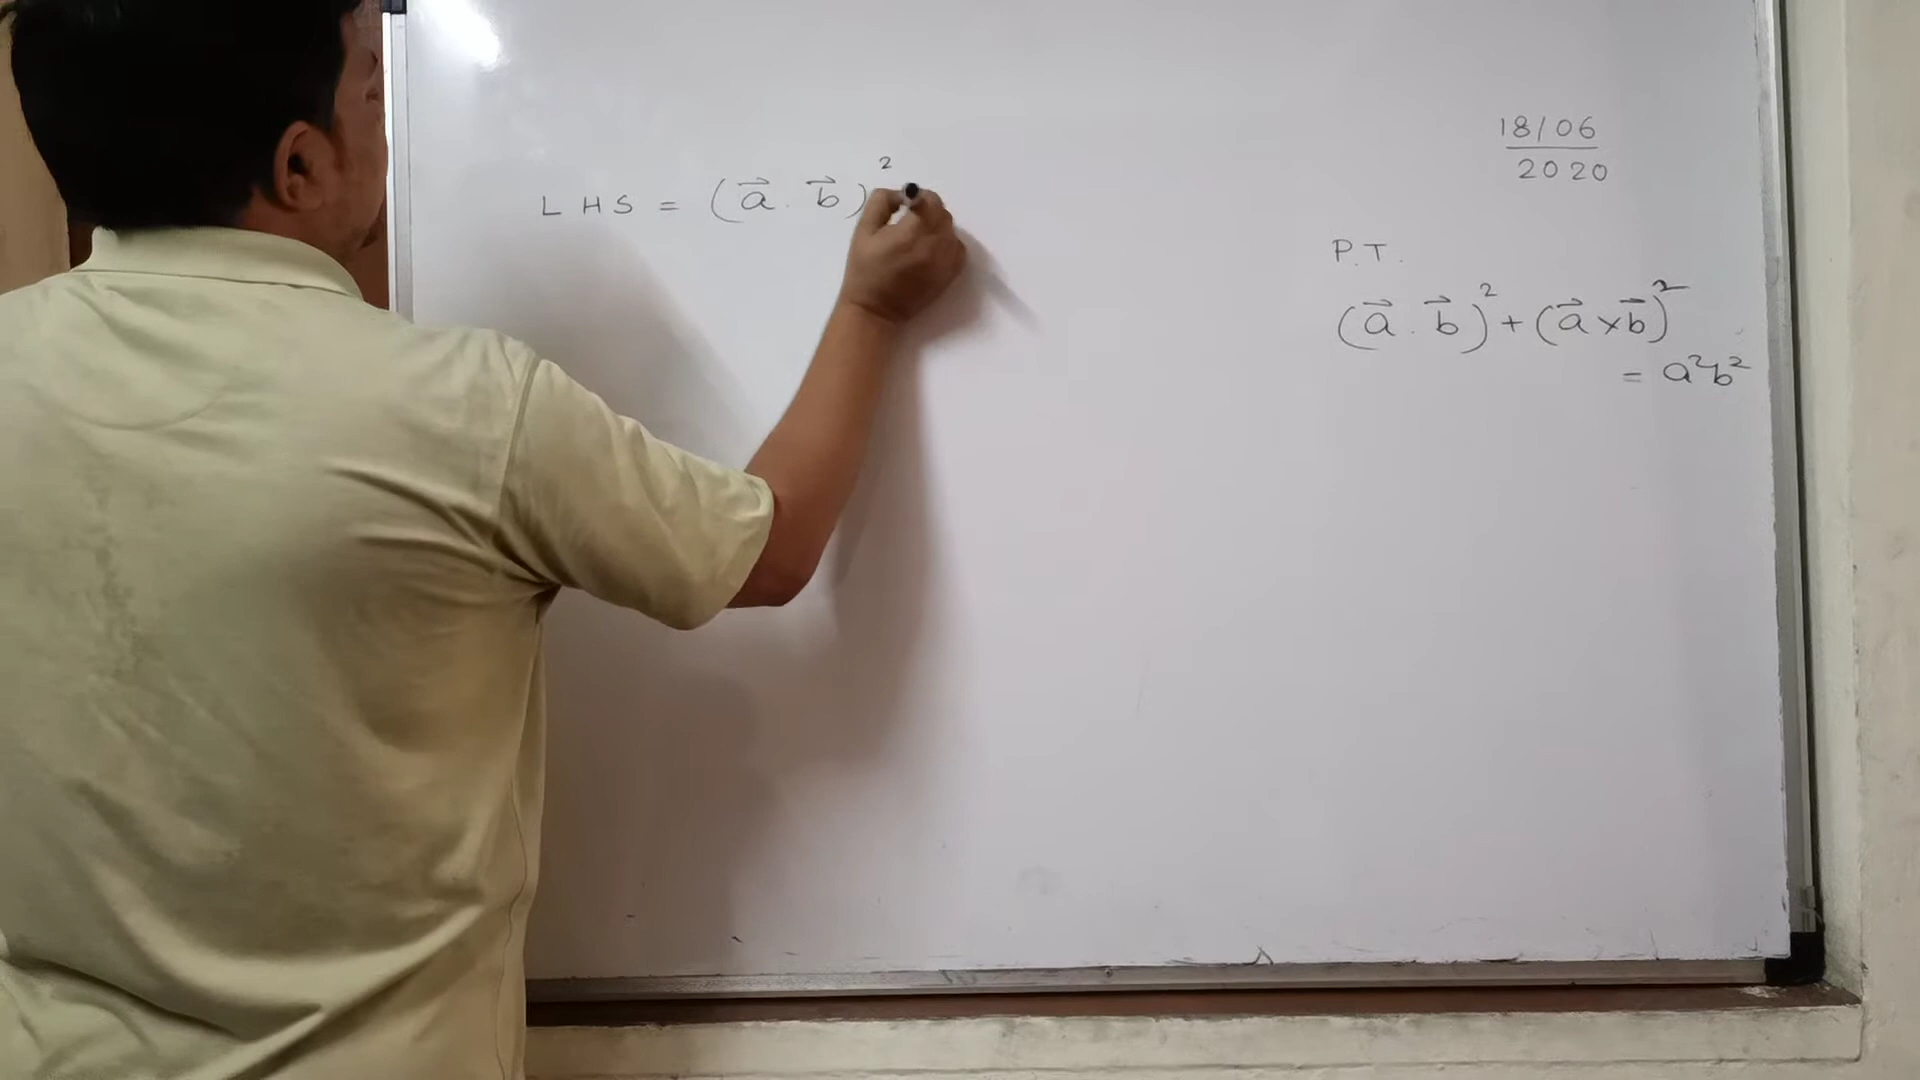 18/06
2020
LHS = (a⃗ . b⃗)²
P.T.
(a⃗ . b⃗)² + (a⃗ × b⃗)²
= a²b²